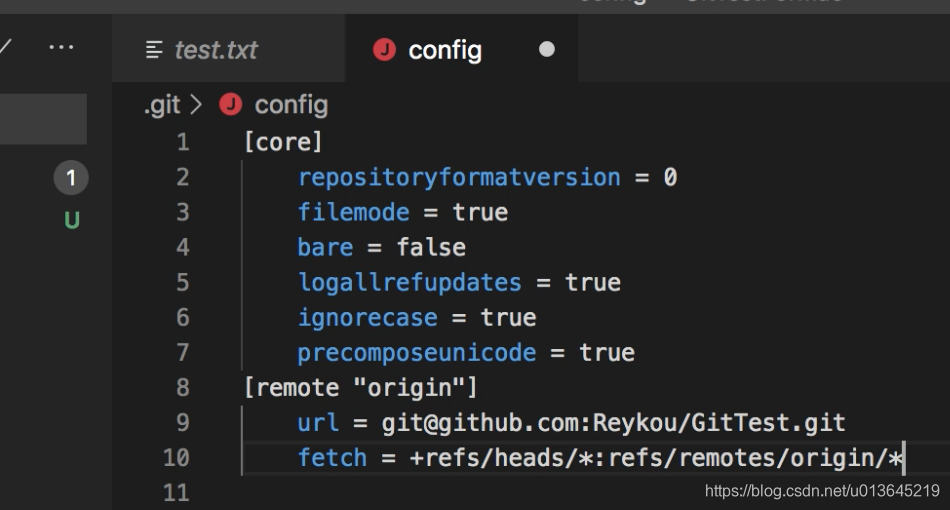 test.txt
config
.git > config
1 [core]
1
2 repositoryformatversion = 0
U
3 filemode = true
4 bare = false
5 logallrefupdates = true
6 ignorecase = true
7 precomposeunicode = true
8 [remote "origin"]
9 url = git@github.com:Reykou/GitTest.git
10 fetch = +refs/heads/*:refs/remotes/origin/*
11
https://blog.csdn.net/u013645219